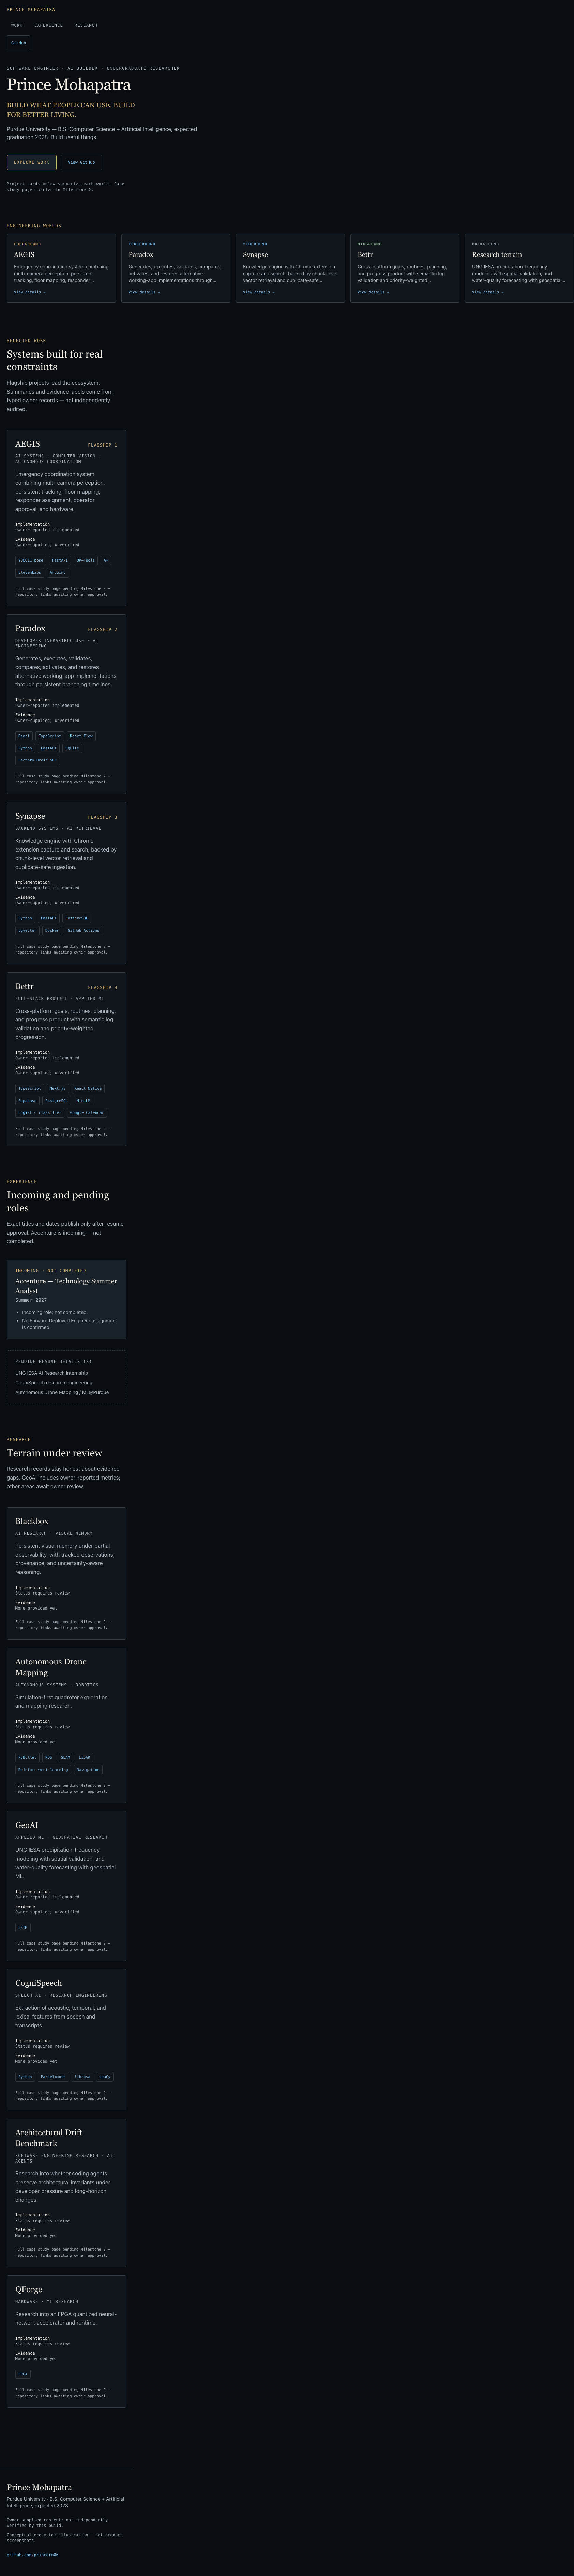 PRINCE MOHAPATRA
WORK EXPERIENCE RESEARCH
GitHub
SOFTWARE ENGINEER · AI BUILDER · UNDERGRADUATE RESEARCHER
Prince Mohapatra
BUILD WHAT PEOPLE CAN USE. BUILD
FOR BETTER LIVING.
Purdue University — B.S. Computer Science + Artificial Intelligence, expected
graduation 2028. Build useful things.
EXPLORE WORK View GitHub
Project cards below summarize each world. Case
study pages arrive in Milestone 2.
ENGINEERING WORLDS
FOREGROUND
AEGIS
Emergency coordination system combining
multi-camera perception, persistent
tracking, floor mapping, responder…
View details →
FOREGROUND
Paradox
Generates, executes, validates, compares,
activates, and restores alternative
working-app implementations through…
View details →
MIDGROUND
Synapse
Knowledge engine with Chrome extension
capture and search, backed by chunk-level
vector retrieval and duplicate-safe…
View details →
MIDGROUND
Bettr
Cross-platform goals, routines, planning,
and progress product with semantic log
validation and priority-weighted…
View details →
BACKGROUND
Research terrain
UNG IESA precipitation-frequency
modeling with spatial validation, and
water-quality forecasting with geospatial…
View details →
SELECTED WORK
Systems built for real
constraints
Flagship projects lead the ecosystem.
Summaries and evidence labels come from
typed owner records — not independently
audited.
AEGIS FLAGSHIP 1
AI SYSTEMS · COMPUTER VISION ·
AUTONOMOUS COORDINATION
Emergency coordination system
combining multi-camera perception,
persistent tracking, floor mapping,
responder assignment, operator
approval, and hardware.
Implementation
Owner-reported implemented
Evidence
Owner-supplied; unverified
YOLO11 pose FastAPI OR-Tools A*
ElevenLabs Arduino
Full case study page pending Milestone 2 —
repository links awaiting owner approval.
Paradox FLAGSHIP 2
DEVELOPER INFRASTRUCTURE · AI
ENGINEERING
Generates, executes, validates,
compares, activates, and restores
alternative working-app implementations
through persistent branching timelines.
Implementation
Owner-reported implemented
Evidence
Owner-supplied; unverified
React TypeScript React Flow
Python FastAPI SQLite
Factory Droid SDK
Full case study page pending Milestone 2 —
repository links awaiting owner approval.
Synapse FLAGSHIP 3
BACKEND SYSTEMS · AI RETRIEVAL
Knowledge engine with Chrome
extension capture and search, backed by
chunk-level vector retrieval and
duplicate-safe ingestion.
Implementation
Owner-reported implemented
Evidence
Owner-supplied; unverified
Python FastAPI PostgreSQL
pgvector Docker GitHub Actions
Full case study page pending Milestone 2 —
repository links awaiting owner approval.
Bettr FLAGSHIP 4
FULL-STACK PRODUCT · APPLIED ML
Cross-platform goals, routines, planning,
and progress product with semantic log
validation and priority-weighted
progression.
Implementation
Owner-reported implemented
Evidence
Owner-supplied; unverified
TypeScript Next.js React Native
Supabase PostgreSQL MiniLM
Logistic classifier Google Calendar
Full case study page pending Milestone 2 —
repository links awaiting owner approval.
EXPERIENCE
Incoming and pending
roles
Exact titles and dates publish only after resume
approval. Accenture is incoming — not
completed.
INCOMING · NOT COMPLETED
Accenture — Technology Summer
Analyst
Summer 2027
• Incoming role; not completed.
• No Forward Deployed Engineer assignment
is confirmed.
PENDING RESUME DETAILS (3)
UNG IESA AI Research Internship
CogniSpeech research engineering
Autonomous Drone Mapping / ML@Purdue
RESEARCH
Terrain under review
Research records stay honest about evidence
gaps. GeoAI includes owner-reported metrics;
other areas await owner review.
Blackbox
AI RESEARCH · VISUAL MEMORY
Persistent visual memory under partial
observability, with tracked observations,
provenance, and uncertainty-aware
reasoning.
Implementation
Status requires review
Evidence
None provided yet
Full case study page pending Milestone 3 —
repository links awaiting owner approval.
Autonomous Drone
Mapping
AUTONOMOUS SYSTEMS · ROBOTICS
Simulation-first quadrotor exploration
and mapping research.
Implementation
Status requires review
Evidence
None provided yet
PyBullet ROS SLAM LiDAR
Reinforcement learning Navigation
Full case study page pending Milestone 2 —
repository links awaiting owner approval.
GeoAI
APPLIED ML · GEOSPATIAL RESEARCH
UNG IESA precipitation-frequency
modeling with spatial validation, and
water-quality forecasting with geospatial
ML.
Implementation
Owner-reported implemented
Evidence
Owner-supplied; unverified
LSTM
Full case study page pending Milestone 2 —
repository links awaiting owner approval.
CogniSpeech
SPEECH AI · RESEARCH ENGINEERING
Extraction of acoustic, temporal, and
lexical features from speech and
transcripts.
Implementation
Status requires review
Evidence
None provided yet
Python Parselmouth librosa spaCy
Full case study page pending Milestone 2 —
repository links awaiting owner approval.
Architectural Drift
Benchmark
SOFTWARE ENGINEERING RESEARCH · AI
AGENTS
Research into whether coding agents
preserve architectural invariants under
developer pressure and long-horizon
changes.
Implementation
Status requires review
Evidence
None provided yet
Full case study page pending Milestone 2 —
repository links awaiting owner approval.
QForge
HARDWARE · ML RESEARCH
Research into an FPGA quantized neural-
network accelerator and runtime.
Implementation
Status requires review
Evidence
None provided yet
FPGA
Full case study page pending Milestone 3 —
repository links awaiting owner approval.
Prince Mohapatra
Purdue University · B.S. Computer Science + Artificial
Intelligence, expected 2028
Owner-supplied content; not independently
verified by this build.
Conceptual ecosystem illustration — not product
screenshots.